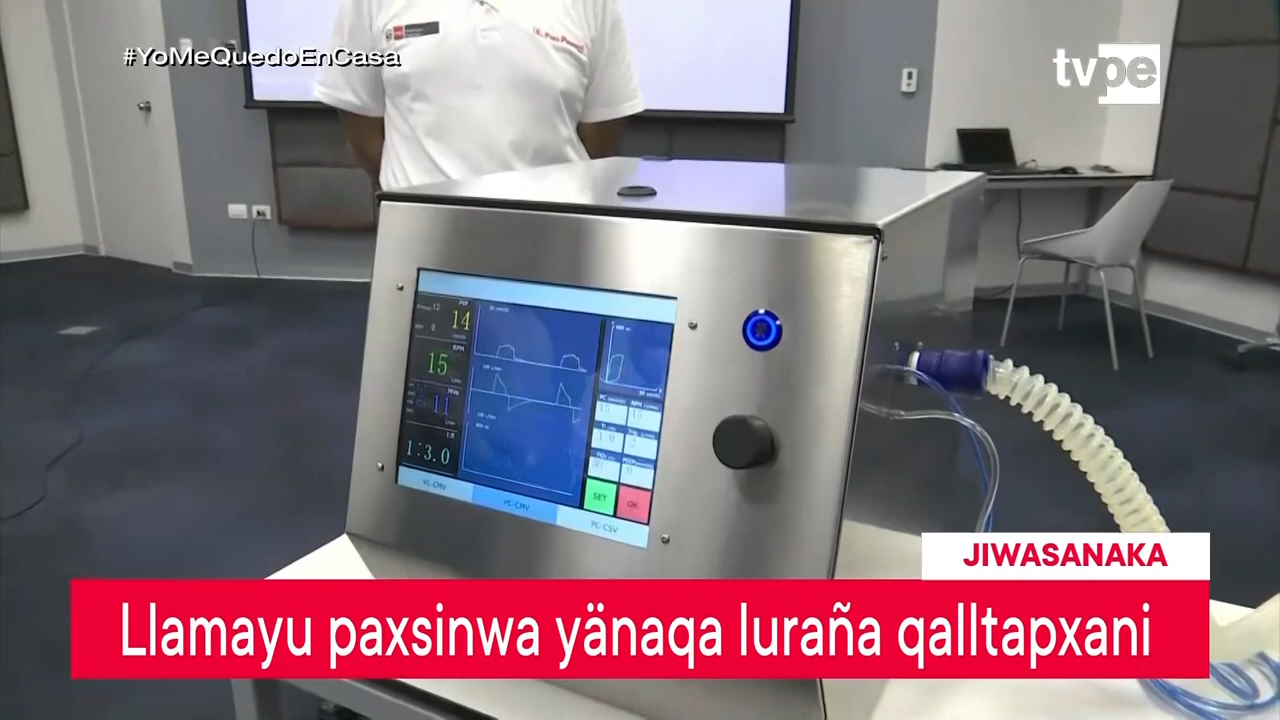 #YoMeQuedoEnCasa
tvpe
14
RPM
15
11
1:3.0
SET
OK
VC-CMV
PC-CMV
PC-CSV
JIWASANAKA
Llamayu paxsinwa yänaqa luraña qalltapxani